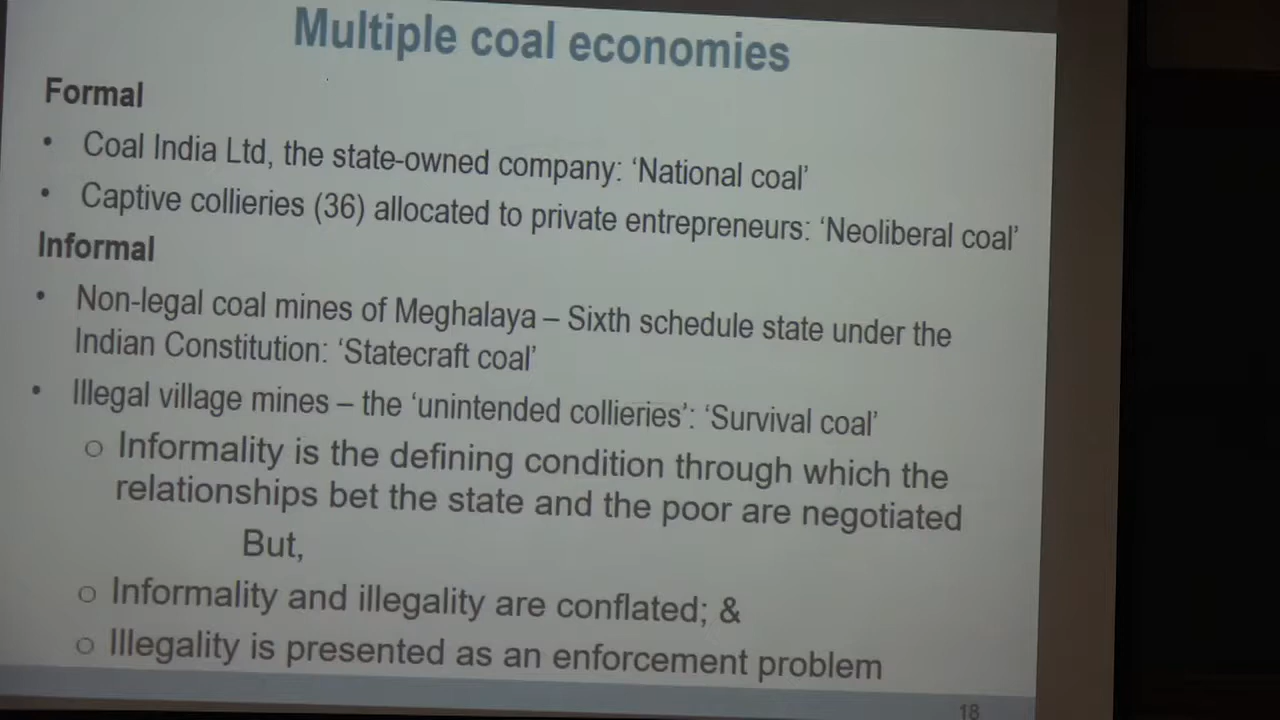 Multiple coal economies
Formal
• Coal India Ltd, the state-owned company: ‘National coal’
• Captive collieries (36) allocated to private entrepreneurs: ‘Neoliberal coal’
Informal
• Non-legal coal mines of Meghalaya – Sixth schedule state under the
Indian Constitution: ‘Statecraft coal’
• Illegal village mines – the ‘unintended collieries’: ‘Survival coal’
o Informality is the defining condition through which the
relationships bet the state and the poor are negotiated
But,
o Informality and illegality are conflated; &
o Illegality is presented as an enforcement problem
18